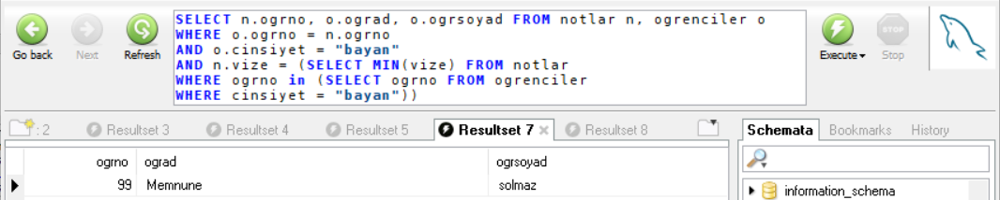 SELECT n.ogrno, o.ograd, o.ogrsoyad FROM notlar n, ogrenciler o
WHERE o.ogrno = n.ogrno
AND o.cinsiyet = "bayan"
AND n.vize = (SELECT MIN(vize) FROM notlar
WHERE ogrno in (SELECT ogrno FROM ogrenciler
WHERE cinsiyet = "bayan"))
Go back Next Refresh Execute Stop
: 2 Resultset 3 Resultset 4 Resultset 5 Resultset 7 Resultset 8 Schemata Bookmarks History
ogrno ograd ogrsoyad
99 Memnune solmaz
information_schema